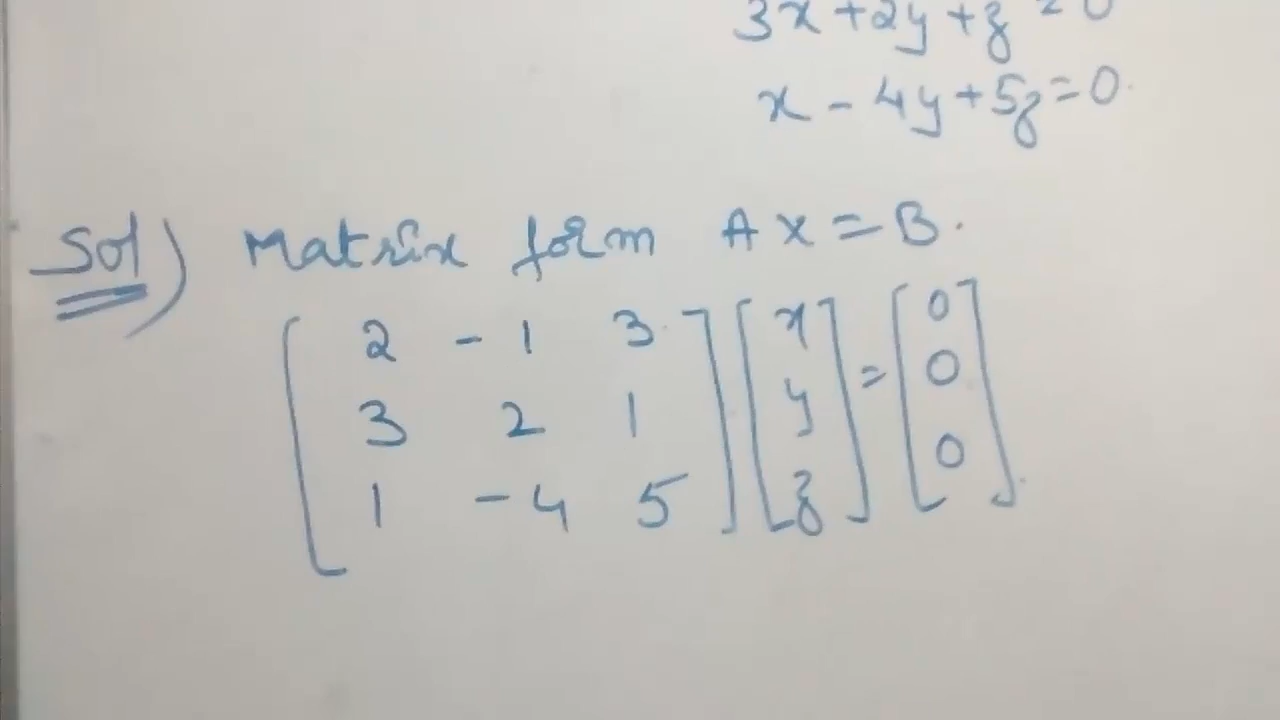 3x + 2y + z = 0
x - 4y + 5z = 0
Sol) Matrix form A X = B.
[ 2 -1 3 ] [ x ] = [ 0 ]
[ 3 2 1 ] [ y ] [ 0 ]
[ 1 -4 5 ] [ z ] [ 0 ]